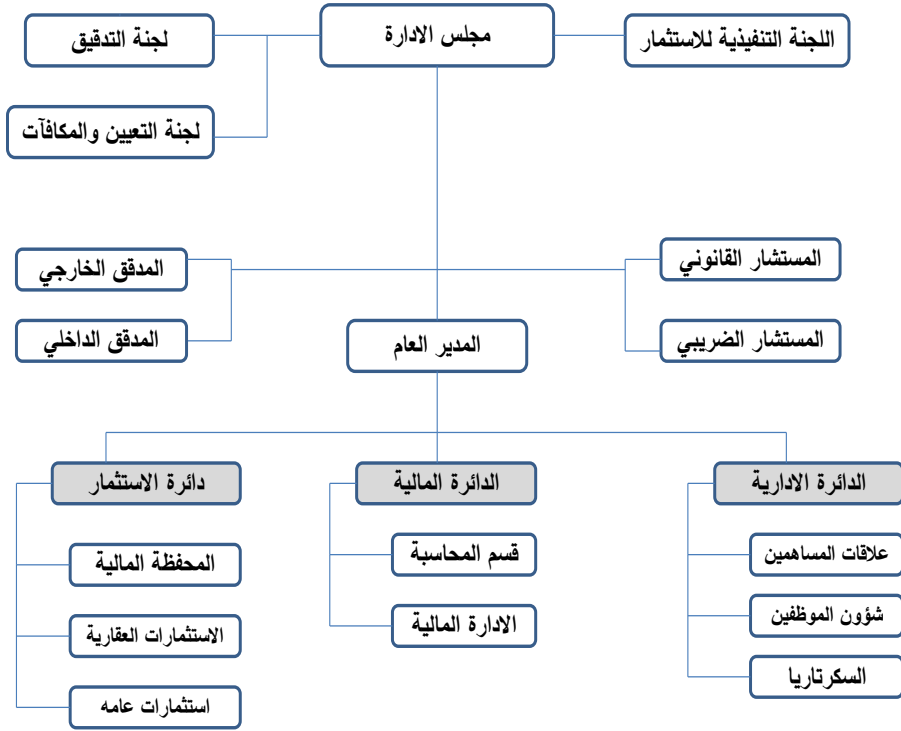 اللجنة التنفيذية للاستثمار
مجلس الادارة
لجنة التدقيق
لجنة التعيين والمكافآت
المستشار القانوني
المدقق الخارجي
المستشار الضريبي
المدير العام
المدقق الداخلي
الدائرة الادارية
الدائرة المالية
دائرة الاستثمار
علاقات المساهمين
قسم المحاسبة
المحفظة المالية
شؤون الموظفين
الادارة المالية
الاستثمارات العقارية
السكرتاريا
استثمارات عامه